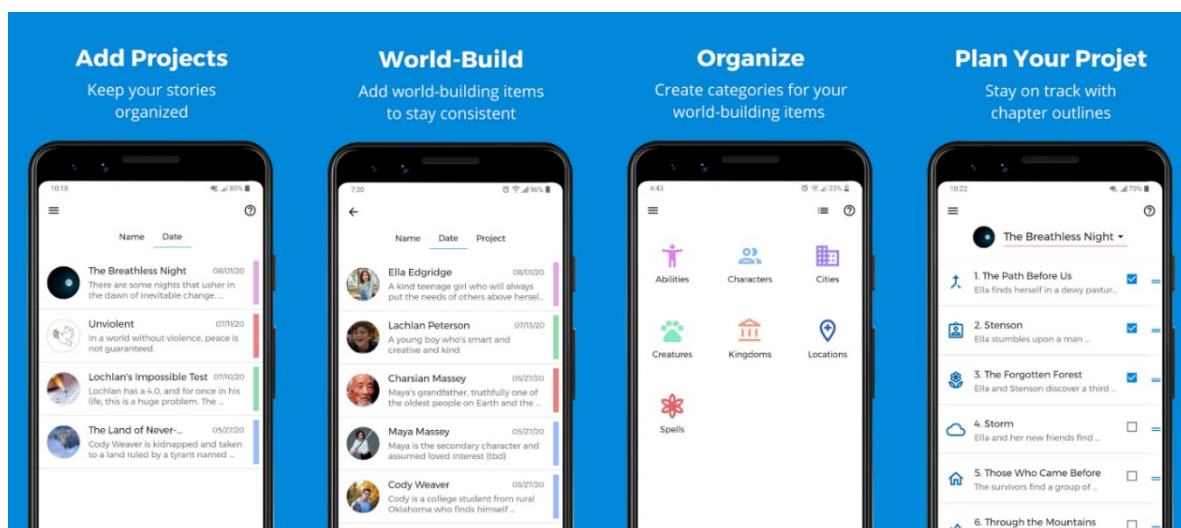 Add Projects
Keep your stories
organized
10:18
80%
Name Date
The Breathless Night 08/01/20
There are some nights that usher in
the dawn of inevitable change. ...
Unviolent 07/11/20
In a world without violence, peace is
not guaranteed.
Lochlan's Impossible Test 07/10/20
Lochlan has a 4.0, and for once in his
life, this is a huge problem. The ...
The Land of Never-... 05/27/20
Cody Weaver is kidnapped and taken
to a land ruled by a tyrant named ...
World-Build
Add world-building items
to stay consistent
7:30
96%
Name Date Project
Ella Edgridge 08/01/20
A kind teenage girl who will always
put the needs of others above hersel...
Lachlan Peterson 07/15/20
A young boy who's smart and
creative and kind
Charsian Massey 05/27/20
Maya's grandfather, truthfully one of
the oldest people on Earth and the ...
Maya Massey 05/27/20
Maya is the secondary character and
assumed loved interest (tbd)
Cody Weaver 05/27/20
Cody is a college student from rural
Oklahoma who finds himself ...
Organize
Create categories for your
world-building items
4:43
23%
Abilities Characters Cities
Creatures Kingdoms Locations
Spells
Plan Your Projet
Stay on track with
chapter outlines
10:22
79%
The Breathless Night
1. The Path Before Us
Ella finds herself in a dewy pastur...
2. Stenson
Ella stumbles upon a man ...
3. The Forgotten Forest
Ella and Stenson discover a third ...
4. Storm
Ella and her new friends find ...
5. Those Who Came Before
The survivors find a group of ...
6. Through the Mountains